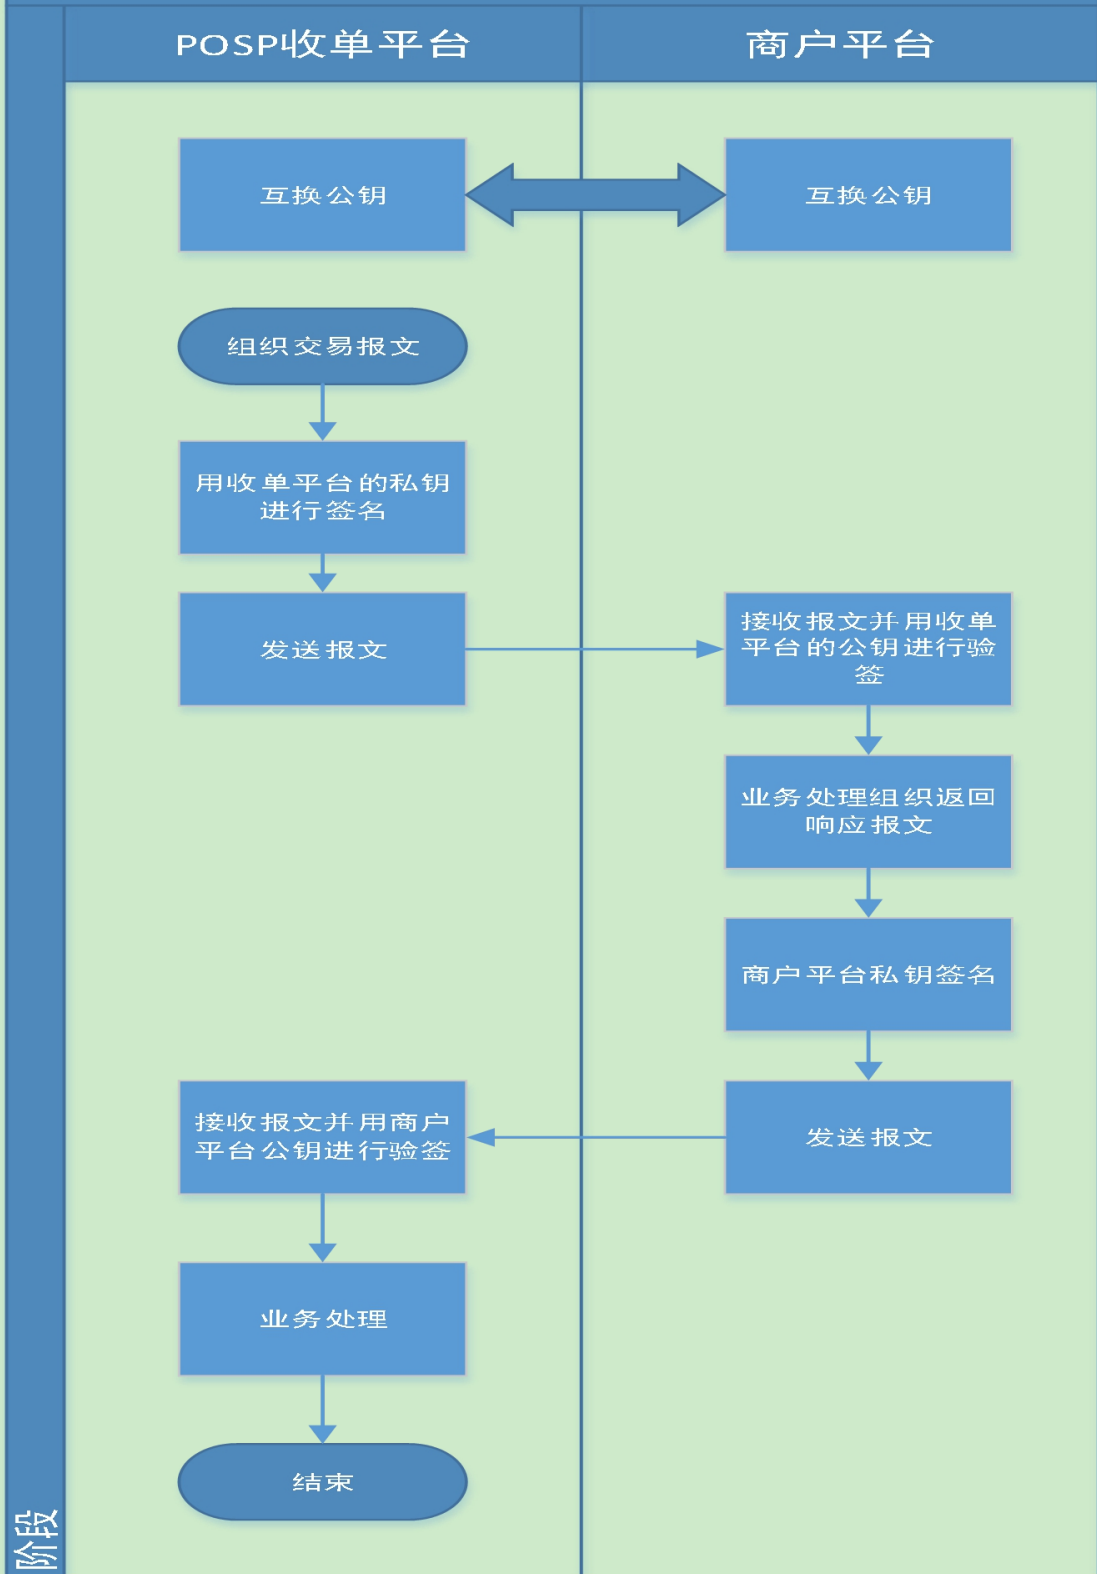 POSP收单平台
商户平台
互换公钥
互换公钥
组织交易报文
用收单平台的私钥
进行签名
发送报文
接收报文并用收单
平台的公钥进行验
签
业务处理组织返回
响应报文
商户平台私钥签名
发送报文
接收报文并用商户
平台公钥进行验签
业务处理
结束
阶段